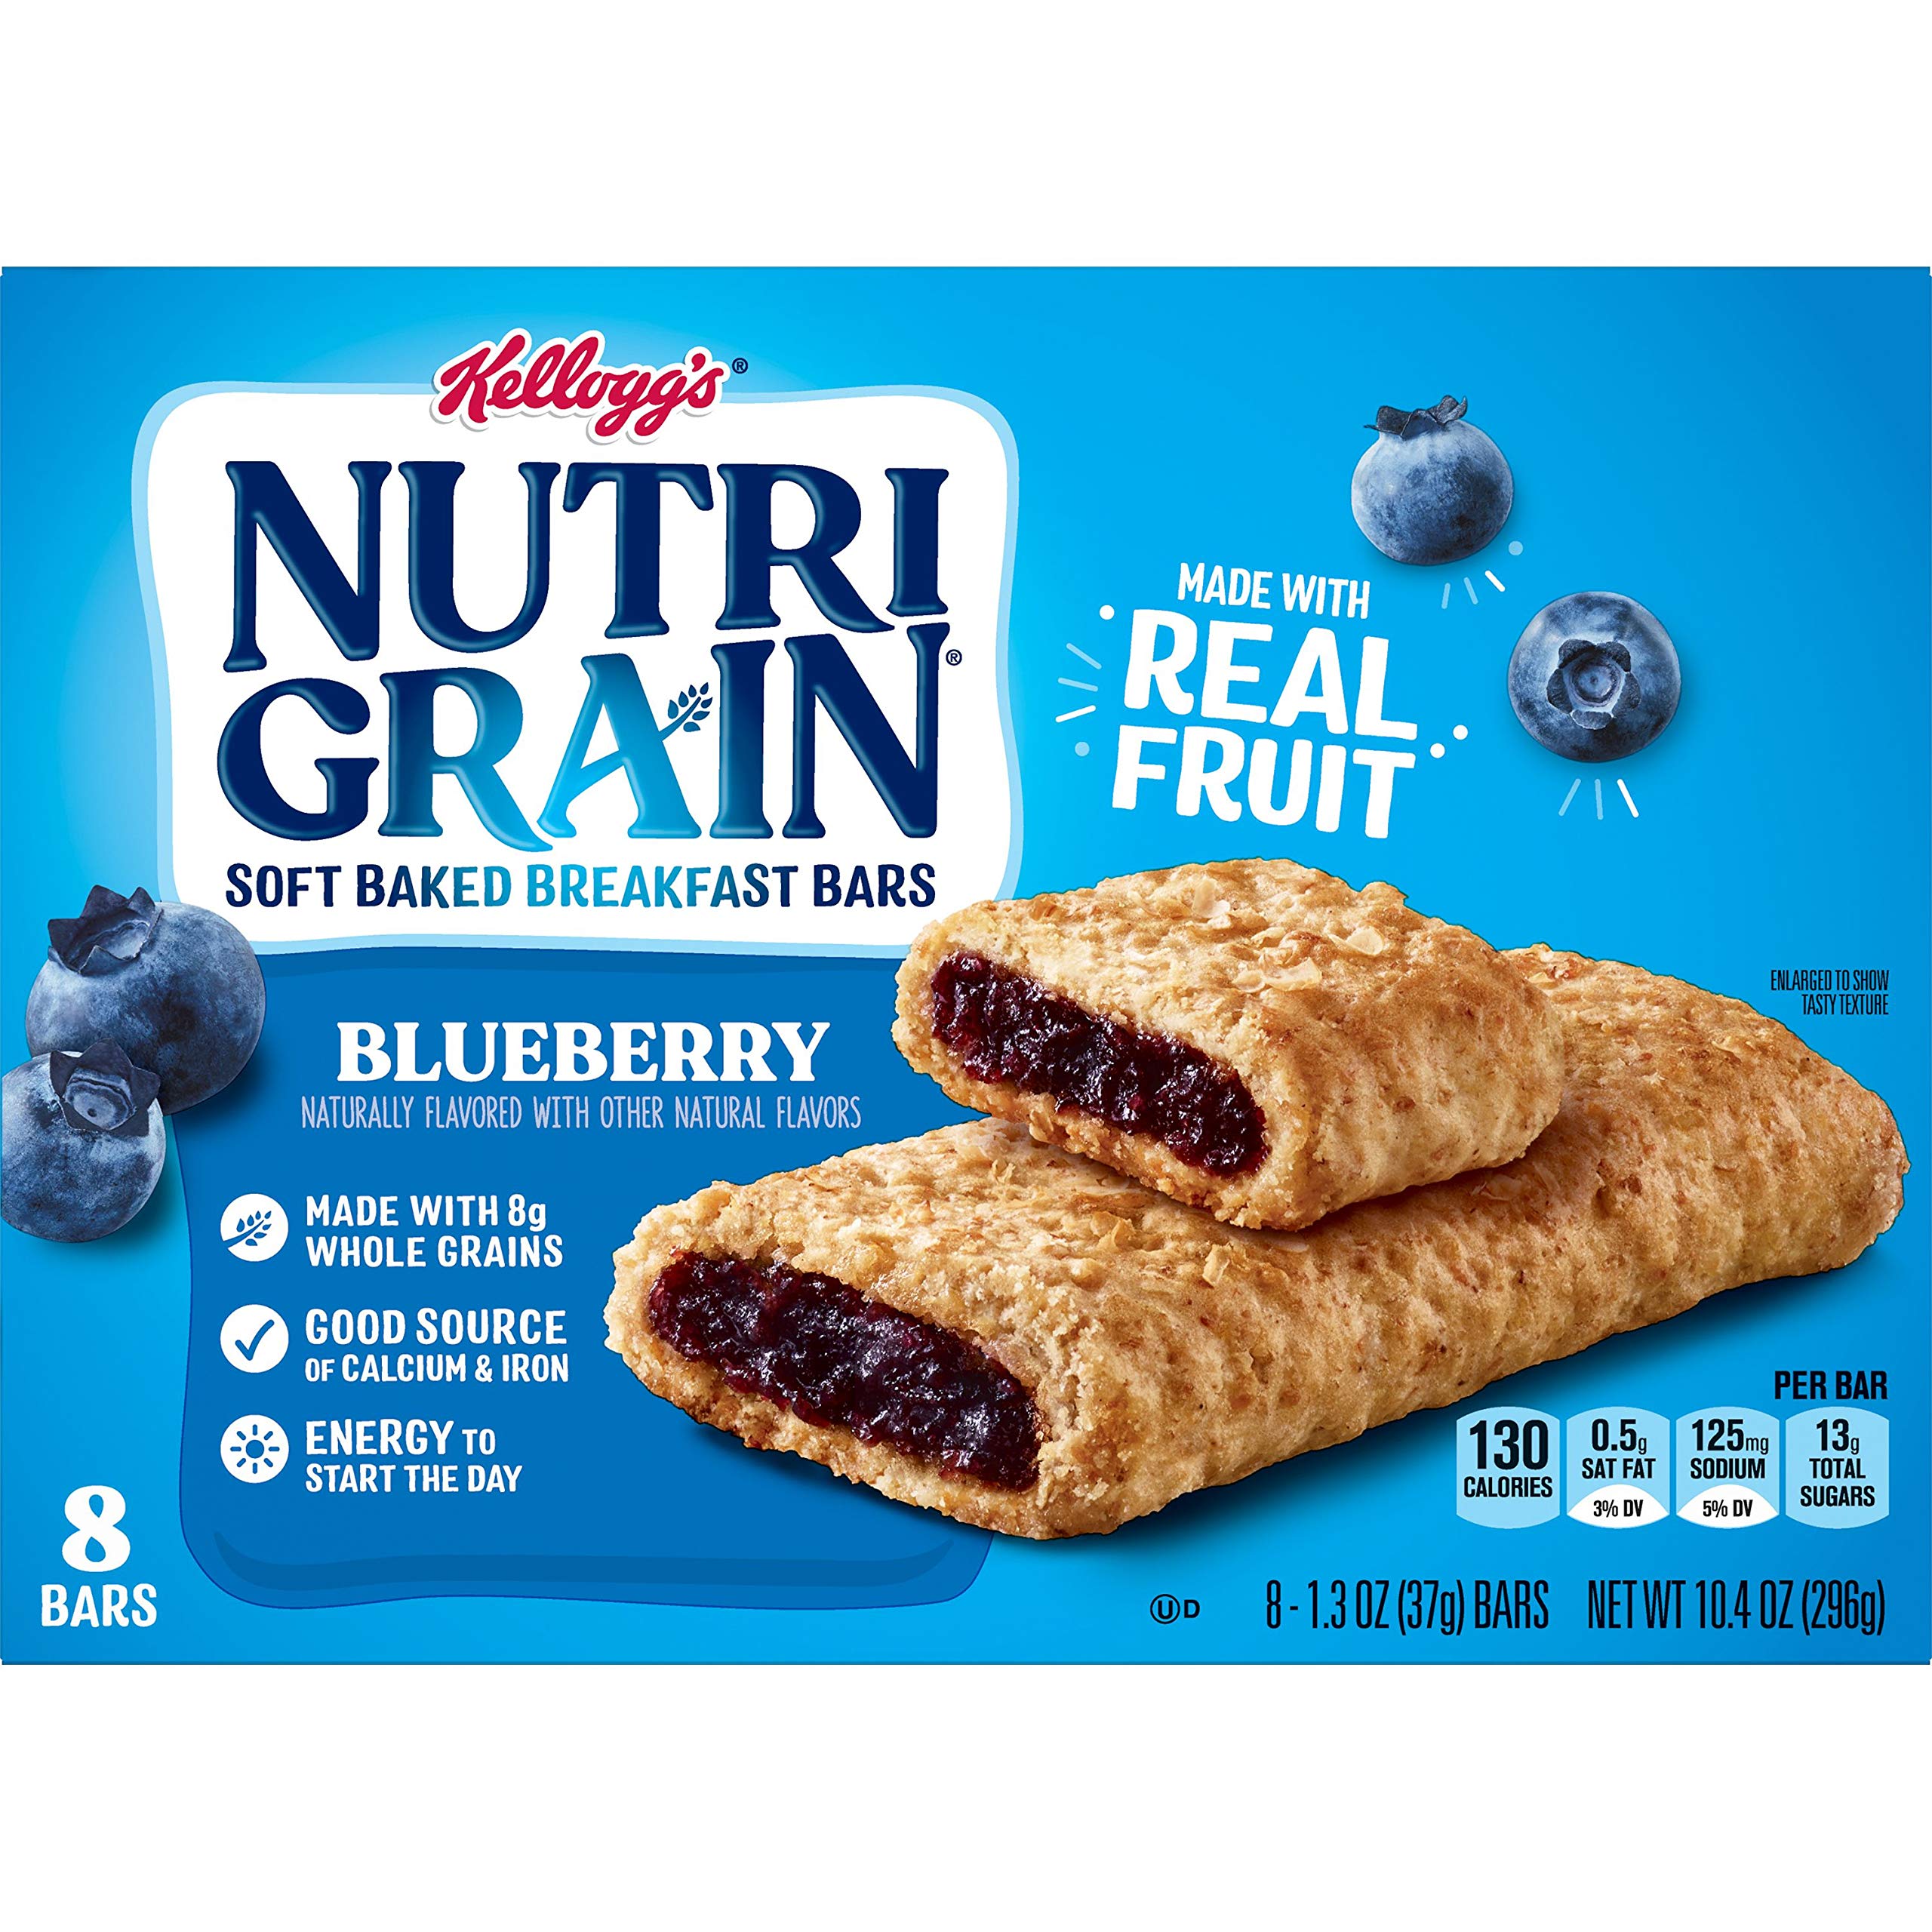 Kellogg's®
NUTRI
GRAIN®
SOFT BAKED BREAKFAST BARS
MADE WITH
REAL
FRUIT
BLUEBERRY
NATURALLY FLAVORED WITH OTHER NATURAL FLAVORS
MADE WITH 8g
WHOLE GRAINS
GOOD SOURCE
OF CALCIUM & IRON
ENERGY TO
START THE DAY
8
BARS
ENLARGED TO SHOW
TASTY TEXTURE
PER BAR
130
CALORIES
0.5g
SAT FAT
3% DV
125mg
SODIUM
5% DV
13g
TOTAL
SUGARS
Ⓤ D
8 - 1.3 OZ (37g) BARS NET WT 10.4 OZ (296g)